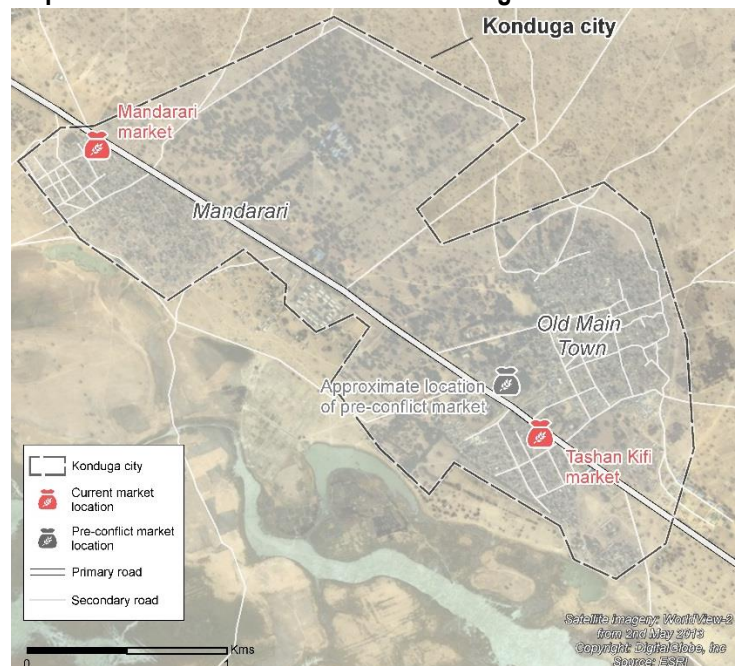 Konduga city
Mandarari
market
Mandarari
Old Main
Town
Approximate location
of pre-conflict market
Tashan Kifi
market
Konduga city
Current market
location
Pre-conflict market
location
Primary road
Secondary road
Kms
0
1
Satellite Imagery: WorldView-2
from 2nd May 2013
Copyright: DigitalGlobe, Inc
Source: ESRI